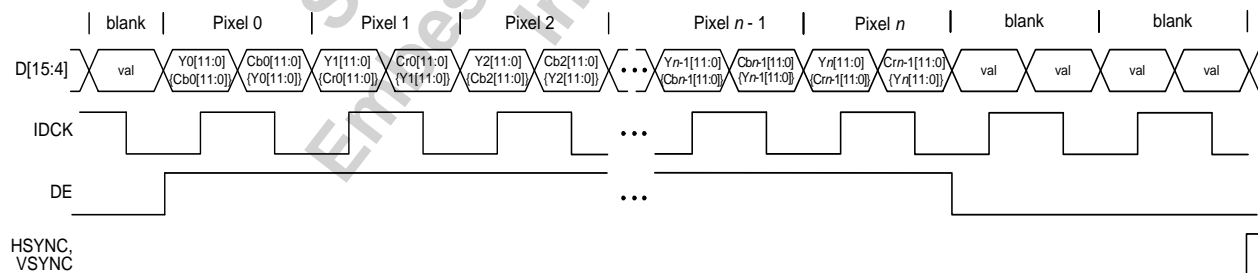 blank Pixel 0 Pixel 1 Pixel 2 Pixel n - 1 Pixel n blank blank
D[15:4] val Y0[11:0] Cb0[11:0] Y1[11:0] Cr0[11:0] Y2[11:0] Cb2[11:0] ••• Yn-1[11:0] Cbn-1[11:0] Yn[11:0] Crn-1[11:0] val val val val
{Cb0[11:0]} {Y0[11:0]} {Cr0[11:0]} {Y1[11:0]} {Cb2[11:0]} {Y2[11:0]} {Cbn-1[11:0]} {Yn-1[11:0]} {Crn-1[11:0]} {Yn[11:0]}
IDCK •••
DE •••
HSYNC,
VSYNC